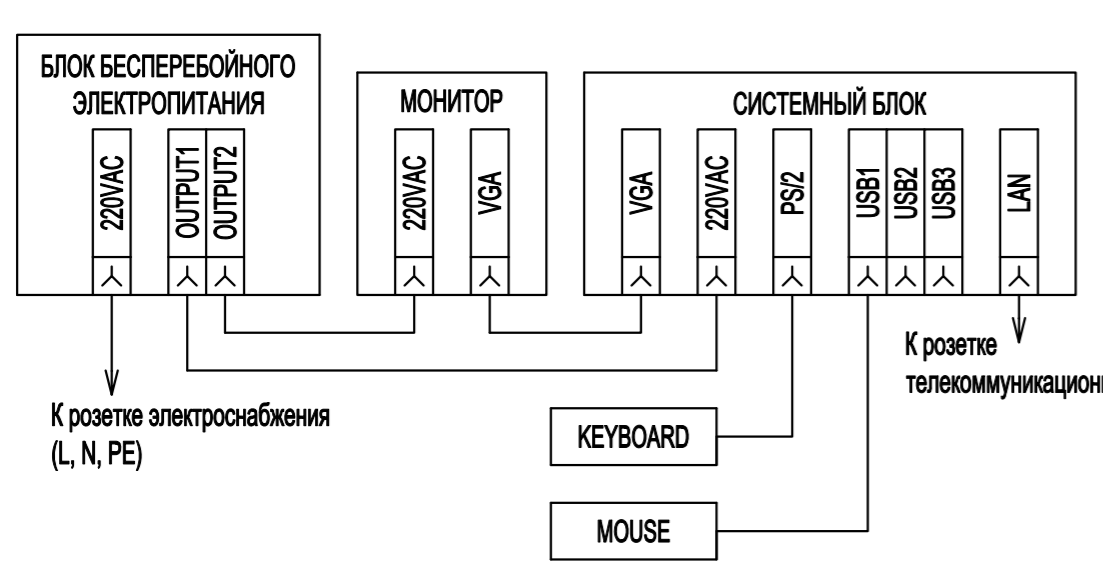 БЛОК БЕСПЕРЕБОЙНОГО
ЭЛЕКТРОПИТАНИЯ
220VAC
OUTPUT1
OUTPUT2
МОНИТОР
220VAC
VGA
СИСТЕМНЫЙ БЛОК
VGA
220VAC
PS/2
USB1
USB2
USB3
LAN
К розетке электроснабжения
(L, N, PE)
К розетке
KEYBOARD
MOUSE